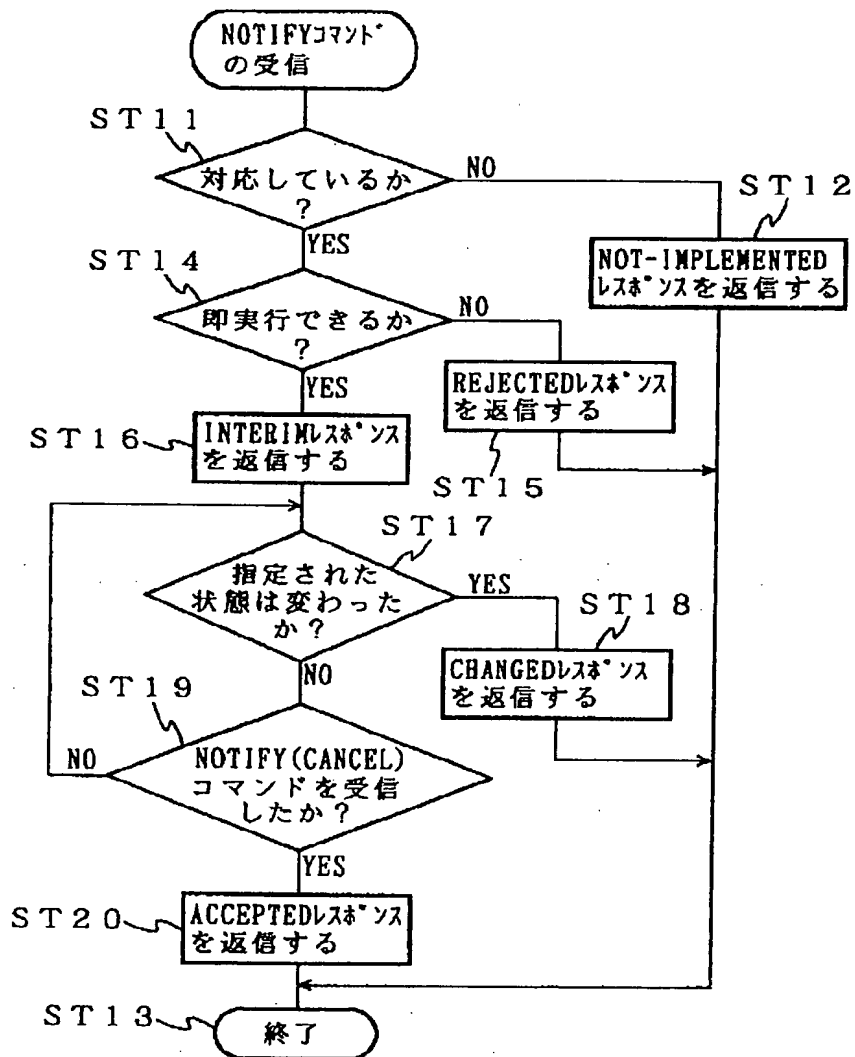 NOTIFYコマンド
の受信
ST11
対応しているか
?
NO
YES
ST12
NOT-IMPLEMENTED
レスポンスを返信する
ST14
即実行できるか
?
NO
YES
REJECTEDレスポンス
を返信する
ST15
ST16
INTERIMレスポンス
を返信する
ST17
指定された
状態は変わった
か?
YES
NO
ST18
CHANGEDレスポンス
を返信する
ST19
NO
NOTIFY(CANCEL)
コマンドを受信
したか?
YES
ST20
ACCEPTEDレスポンス
を返信する
ST13
終了